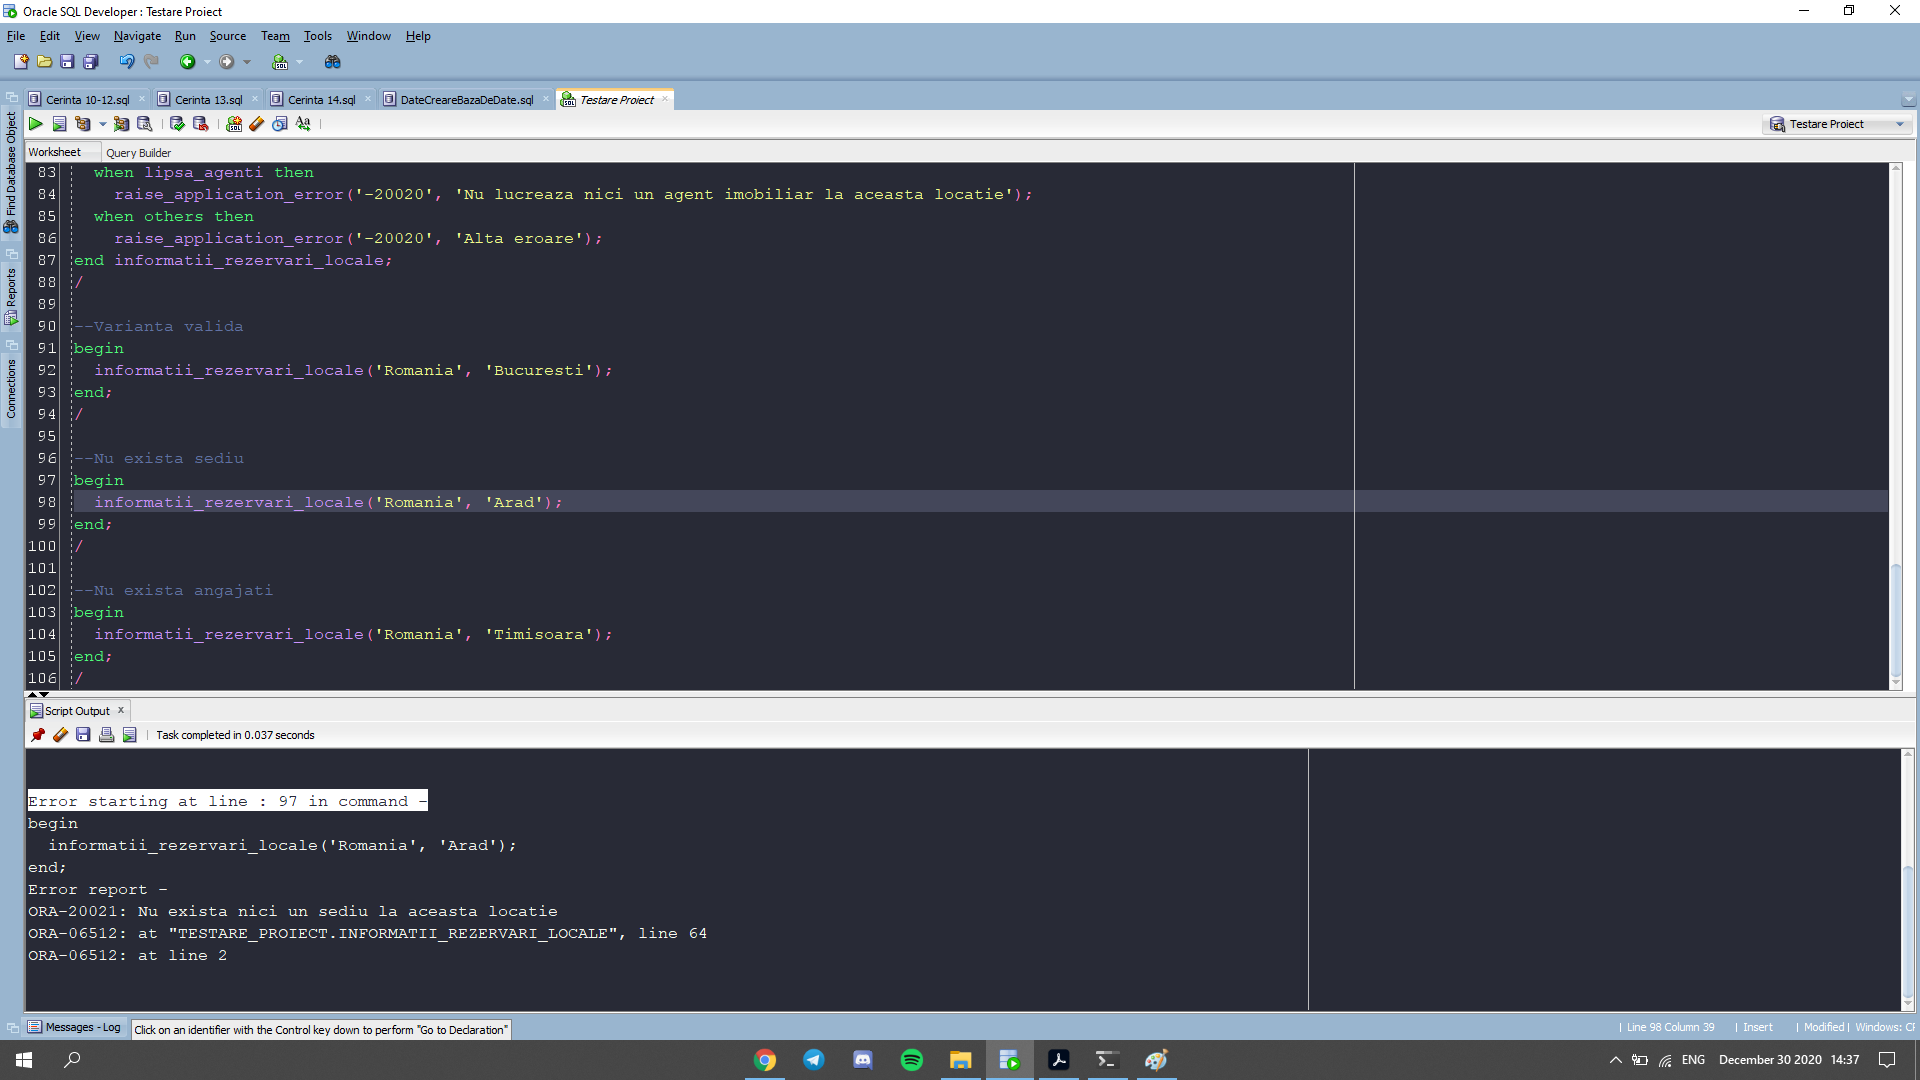 Oracle SQL Developer : Testare Proiect
File Edit View Navigate Run Source Team Tools Window Help
Cerinta 10-12.sql Cerinta 13.sql Cerinta 14.sql DateCreareBazaDeDate.sql Testare Proiect
Testare Proiect
Worksheet Query Builder
Find Database Object
Reports
Connections
83 when lipsa_agenti then
84 raise_application_error('-20020', 'Nu lucreaza nici un agent imobiliar la aceasta locatie');
85 when others then
86 raise_application_error('-20020', 'Alta eroare');
87 end informatii_rezervari_locale;
88 /
89
90 --Varianta valida
91 begin
92 informatii_rezervari_locale('Romania', 'Bucuresti');
93 end;
94 /
95
96 --Nu exista sediu
97 begin
98 informatii_rezervari_locale('Romania', 'Arad');
99 end;
100 /
101
102 --Nu exista angajati
103 begin
104 informatii_rezervari_locale('Romania', 'Timisoara');
105 end;
106 /
Script Output x
Task completed in 0.037 seconds
Error starting at line : 97 in command -
begin
informatii_rezervari_locale('Romania', 'Arad');
end;
Error report -
ORA-20021: Nu exista nici un sediu la aceasta locatie
ORA-06512: at "TESTARE_PROIECT.INFORMATII_REZERVARI_LOCALE", line 64
ORA-06512: at line 2
Messages - Log Click on an identifier with the Control key down to perform "Go to Declaration"
Line 98 Column 39 Insert Modified Windows: CF
ENG December 30 2020 14:37